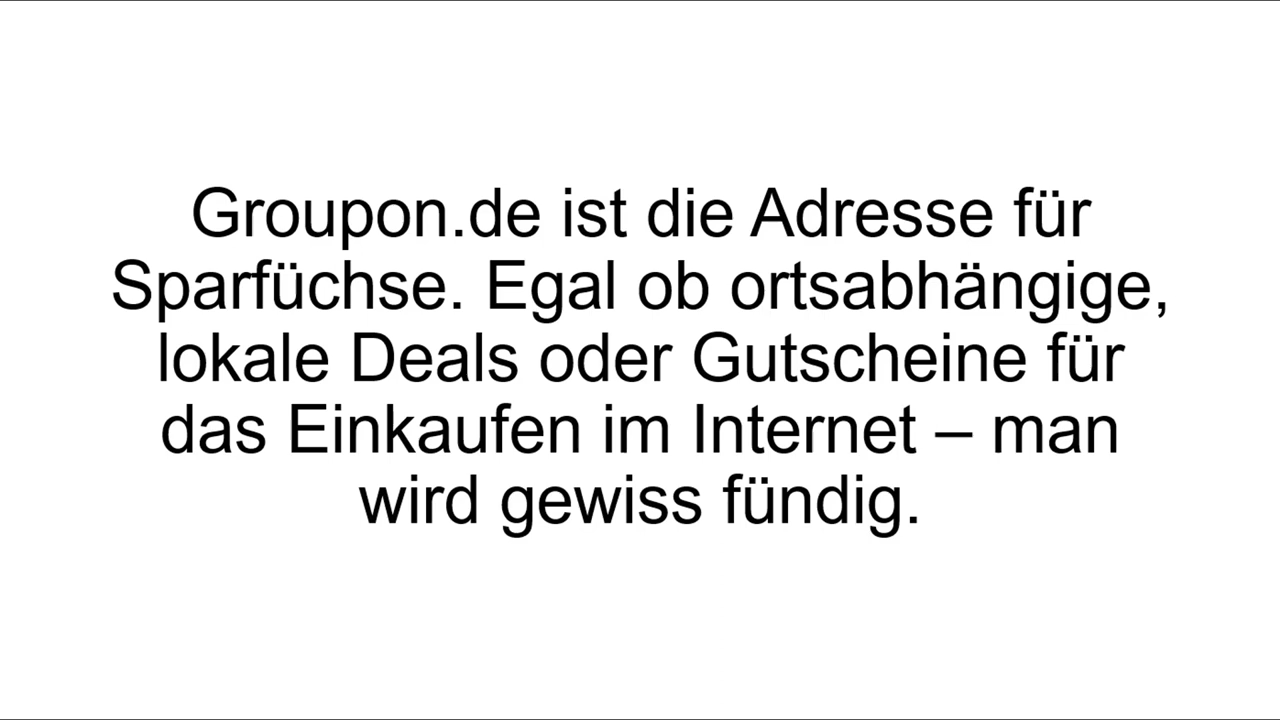 Groupon.de ist die Adresse für
Sparfüchse. Egal ob ortsabhängige,
lokale Deals oder Gutscheine für
das Einkaufen im Internet – man
wird gewiss fündig.